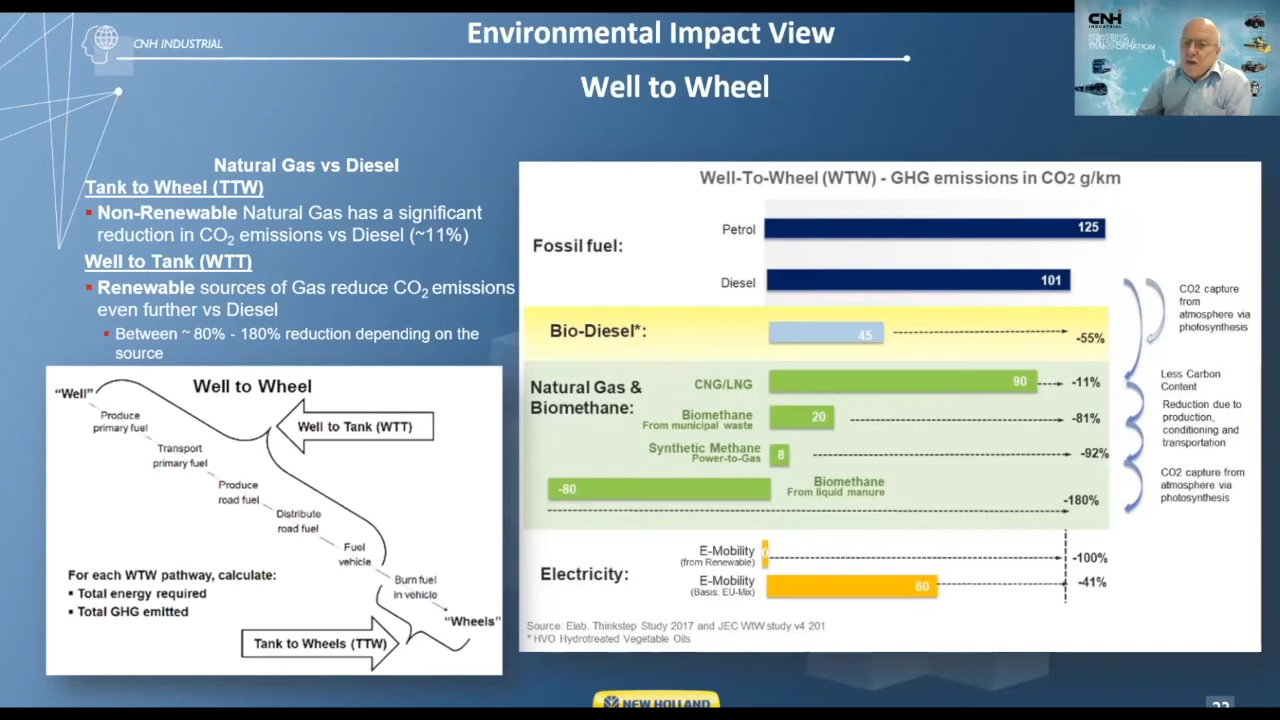 CNH INDUSTRIAL
Environmental Impact View
Well to Wheel
CNH
INDUSTRIAL
Natural Gas vs Diesel
Tank to Wheel (TTW)
Non-Renewable Natural Gas has a significant
reduction in CO2 emissions vs Diesel (~11%)
Well to Tank (WTT)
Renewable sources of Gas reduce CO2 emissions
even further vs Diesel
Between ~ 80% - 180% reduction depending on the
source
Well to Wheel
"Well"
Well to Tank (WTT)
Produce
primary fuel
Transport
primary fuel
Produce
road fuel
Distribute
road fuel
Fuel
vehicle
Burn fuel
in vehicle
"Wheels"
For each WTW pathway, calculate:
Total energy required
Total GHG emitted
Tank to Wheels (TTW)
Well-To-Wheel (WTW) - GHG emissions in CO2 g/km
Fossil fuel:
Petrol 125
Diesel 101
Bio-Diesel*: 45 -55%
Natural Gas &
Biomethane:
CNG/LNG 90 -11%
Biomethane
From municipal waste
20 -81%
Synthetic Methane
Power-to-Gas
8 -92%
-80
Biomethane
From liquid manure
-180%
Electricity:
E-Mobility
(from Renewable)
0 -100%
E-Mobility
(Basis: EU-Mix)
60 -41%
CO2 capture
from
atmosphere via
photosynthesis
Less Carbon
Content
Reduction due to
production,
conditioning and
transportation
CO2 capture from
atmosphere via
photosynthesis
Source: Elab. Thinkstep Study 2017 and JEC WtW study v4 201
* HVO Hydrotreated Vegetable Oils
NEW HOLLAND
23